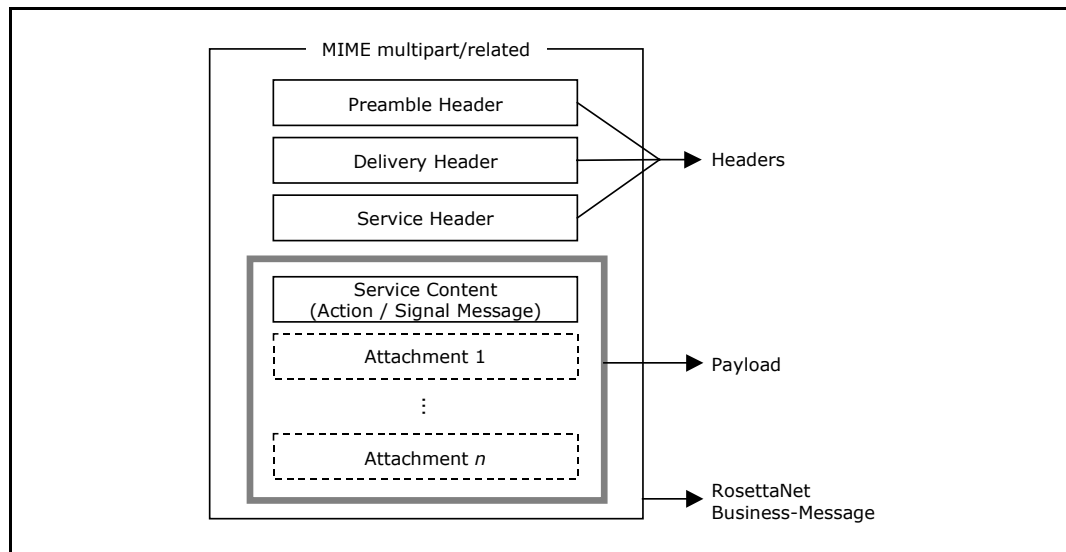 MIME multipart/related
Preamble Header
Delivery Header
Headers
Service Header
Service Content
(Action / Signal Message)
Attachment 1
Payload
⋮
Attachment n
RosettaNet
Business-Message